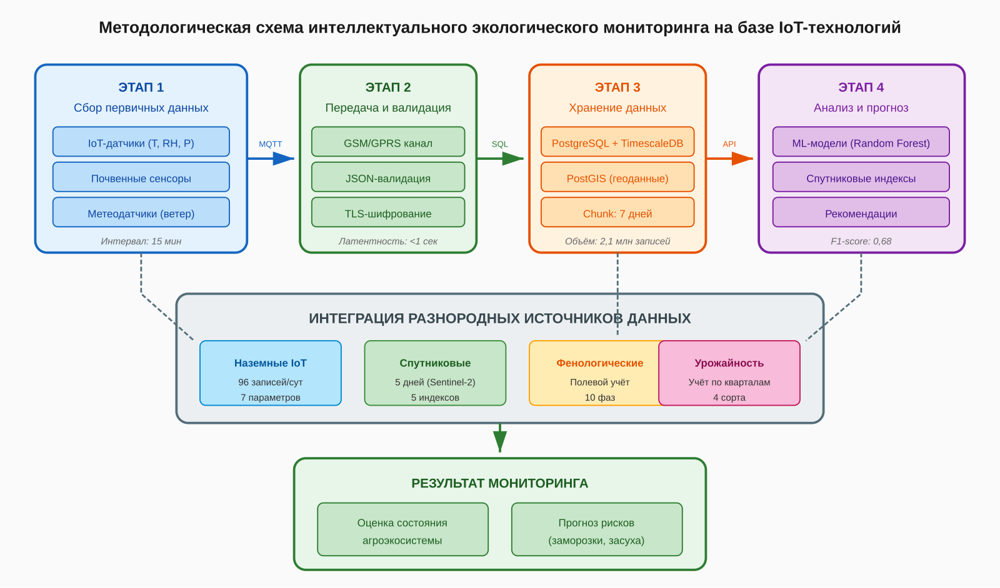 Методологическая схема интеллектуального экологического мониторинга на базе IoT-технологий
ЭТАП 1
Сбор первичных данных
IoT-датчики (T, RH, P)
Почвенные сенсоры
Метеодатчики (ветер)
Интервал: 15 мин
MQTT
ЭТАП 2
Передача и валидация
GSM/GPRS канал
JSON-валидация
TLS-шифрование
Латентность: <1 сек
SQL
ЭТАП 3
Хранение данных
PostgreSQL + TimescaleDB
PostGIS (геоданные)
Chunk: 7 дней
Объём: 2,1 млн записей
API
ЭТАП 4
Анализ и прогноз
ML-модели (Random Forest)
Спутниковые индексы
Рекомендации
F1-score: 0,68
ИНТЕГРАЦИЯ РАЗНОРОДНЫХ ИСТОЧНИКОВ ДАННЫХ
Наземные IoT
96 записей/сут
7 параметров
Спутниковые
5 дней (Sentinel-2)
5 индексов
Фенологические
Полевой учёт
10 фаз
Урожайность
Учёт по кварталам
4 сорта
РЕЗУЛЬТАТ МОНИТОРИНГА
Оценка состояния
агроэкосистемы
Прогноз рисков
(заморозки, засуха)